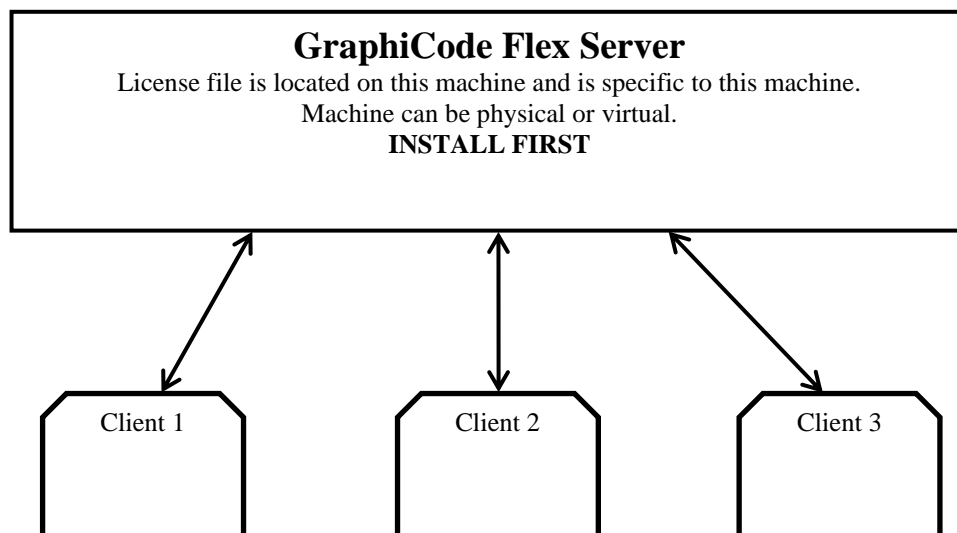 GraphiCode Flex Server
License file is located on this machine and is specific to this machine.
Machine can be physical or virtual.
INSTALL FIRST
Client 1
Client 2
Client 3